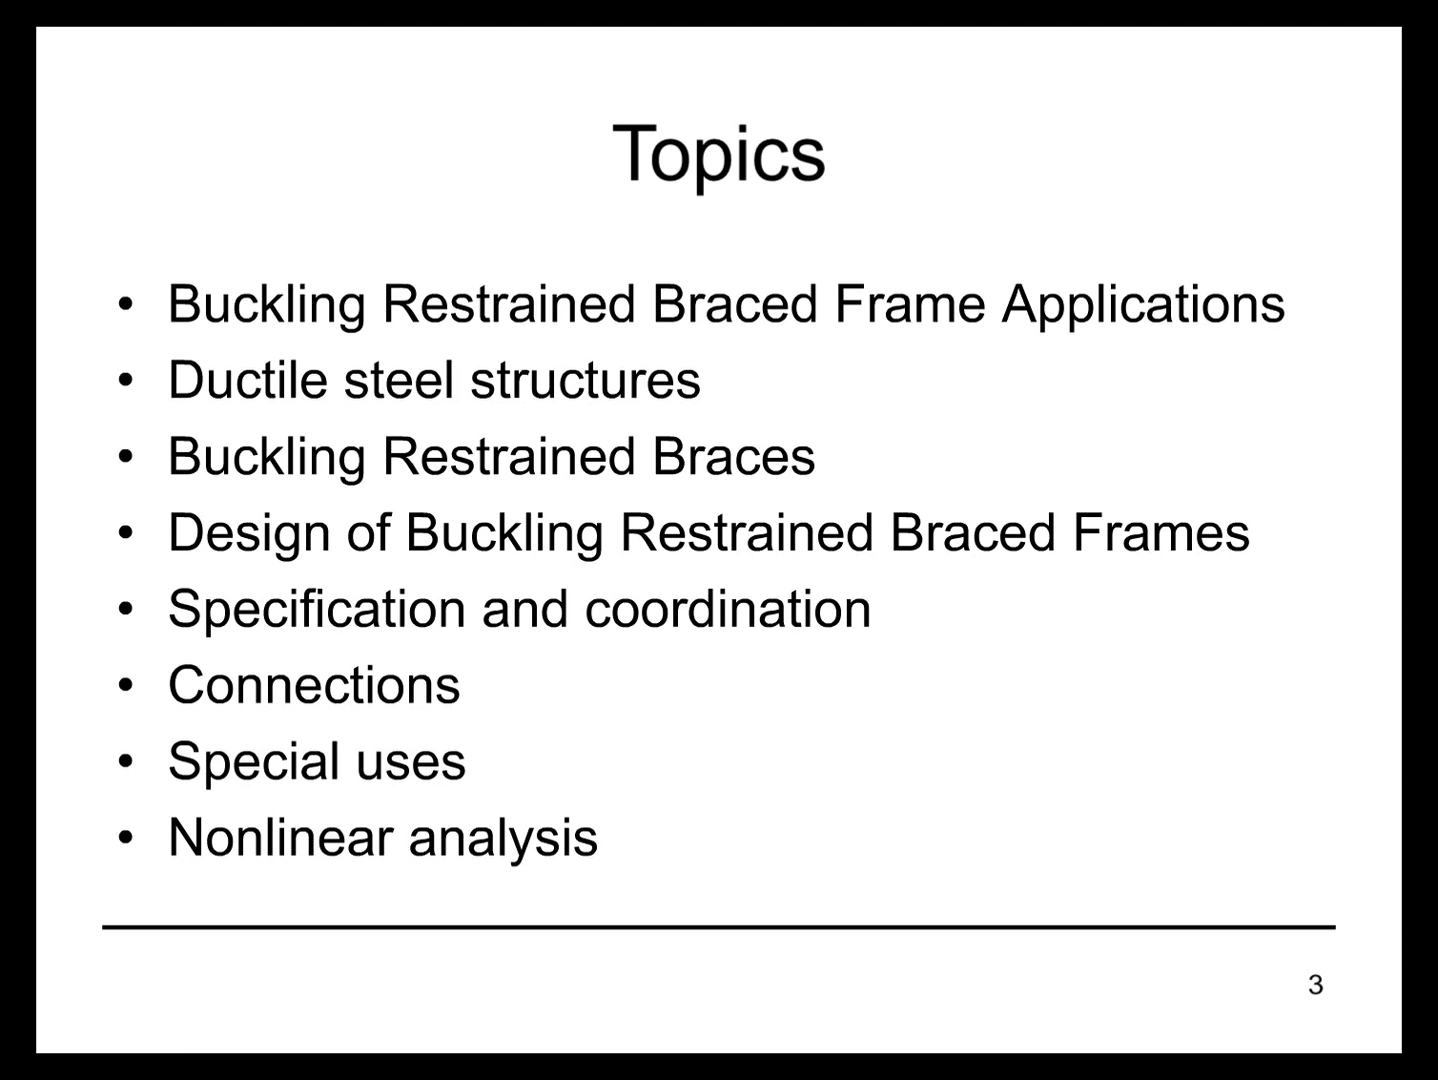 Topics
• Buckling Restrained Braced Frame Applications
• Ductile steel structures
• Buckling Restrained Braces
• Design of Buckling Restrained Braced Frames
• Specification and coordination
• Connections
• Special uses
• Nonlinear analysis
3